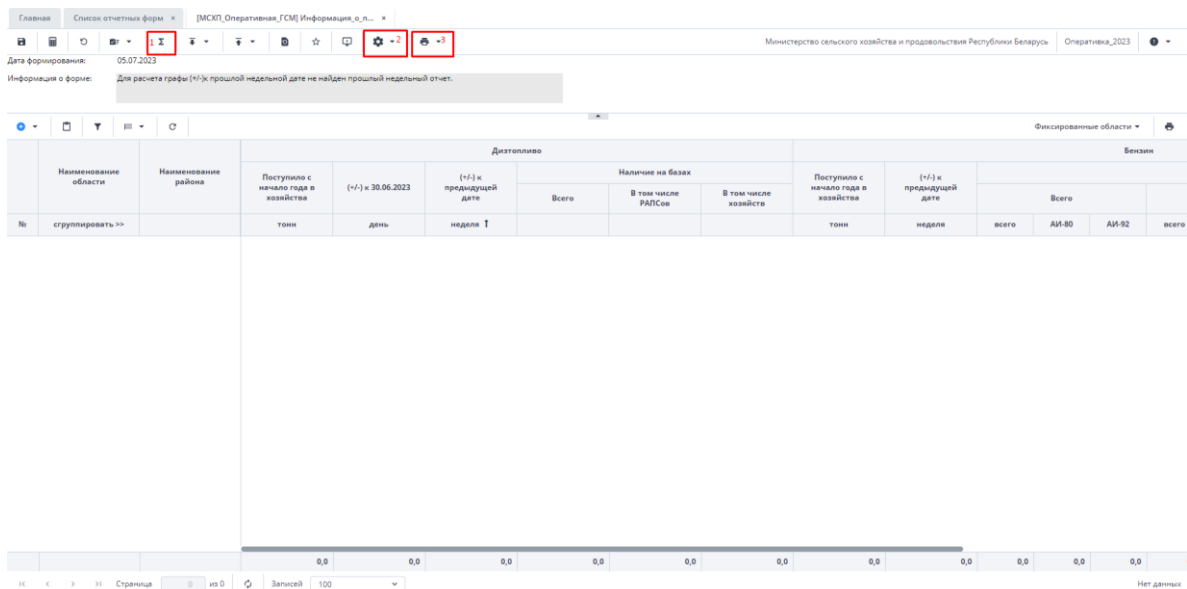 Главная Список отчетных форм × [МСХП_Оперативная_ГСМ] Информация_о_п... ×
1 Σ 2 3 Министерство сельского хозяйства и продовольствия Республики Беларусь Оперативка_2023
Дата формирования: 05.07.2023
Информация о форме: Для расчета графы (+/-)к прошлой недельной дате не найден прошлый недельный отчет.
Фиксированные области
Дизтопливо Бензин
Наименование области Наименование района Поступило с начало года в хозяйства (+/-) к 30.06.2023 (+/-) к предыдущей дате Наличие на базах Поступило с начало года в хозяйства (+/-) к предыдущей дате
Всего В том числе РАПСов В том числе хозяйств Всего
№ сгруппировать >> тонн день неделя ↑ тонн неделя всего АИ-80 АИ-92 всего
0,0 0,0 0,0 0,0 0,0 0,0 0,0 0,0 0,0 0,0 0,0
Страница 0 из 0 Записей 100 Нет данных